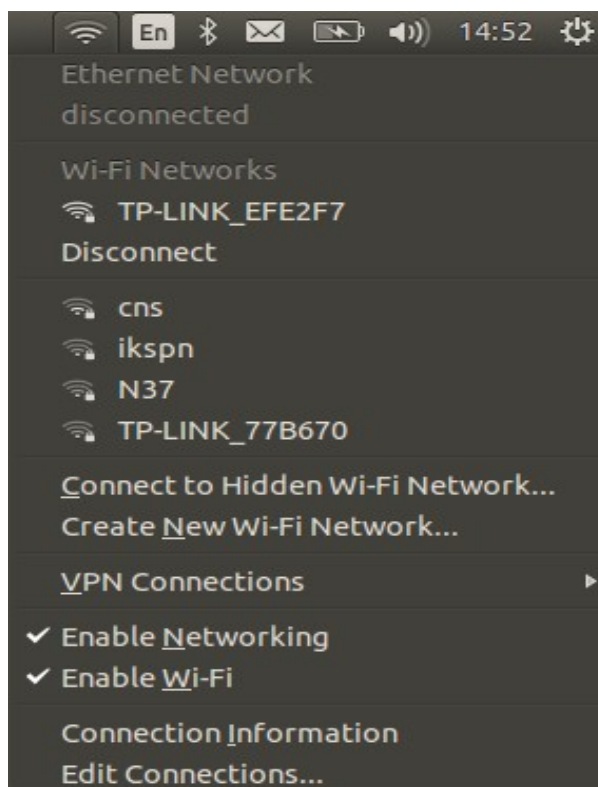 En 14:52
Ethernet Network
disconnected
Wi-Fi Networks
TP-LINK_EFE2F7
Disconnect
cns
ikspn
N37
TP-LINK_77B670
Connect to Hidden Wi-Fi Network...
Create New Wi-Fi Network...
VPN Connections
Enable Networking
Enable Wi-Fi
Connection Information
Edit Connections...